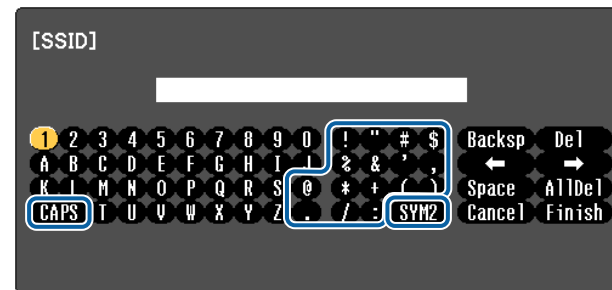 [SSID]
1 2 3 4 5 6 7 8 9 0 ! " # $ Backsp Del
A B C D E F G H I J % & ' , ← →
K L M N O P Q R S @ * + ( ) Space AllDel
CAPS T U V W X Y Z . / : SYM2 Cancel Finish